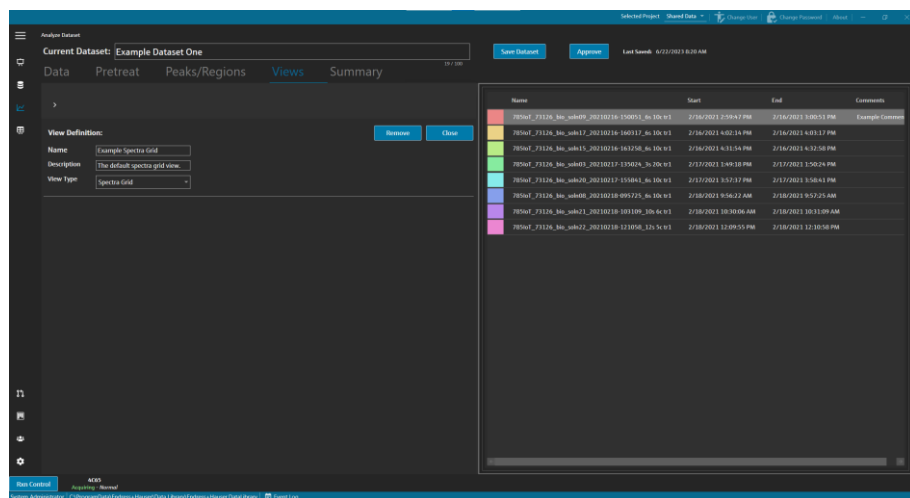 Selected Project Shared Data Change User Change Password About
Analyze Dataset
Current Dataset: Example Dataset One
19 / 100
Save Dataset Approve Last Saved: 6/22/2023 8:20 AM
Data Pretreat Peaks/Regions Views Summary
View Definition: Remove Close
Name Example Spectra Grid
Description The default spectra grid view.
View Type Spectra Grid
Name Start End Comments
785IoT_73126_bio_soln09_20210216-150051_6s 10c tr1 2/16/2021 2:59:47 PM 2/16/2021 3:00:51 PM Example Commen
785IoT_73126_bio_soln17_20210216-160317_6s 10c tr1 2/16/2021 4:02:14 PM 2/16/2021 4:03:17 PM
785IoT_73126_bio_soln15_20210216-163258_6s 10c tr1 2/16/2021 4:31:54 PM 2/16/2021 4:32:58 PM
785IoT_73126_bio_soln03_20210217-135024_3s 20c tr1 2/17/2021 1:49:18 PM 2/17/2021 1:50:24 PM
785IoT_73126_bio_soln20_20210217-155841_6s 10c tr1 2/17/2021 3:57:37 PM 2/17/2021 3:58:41 PM
785IoT_73126_bio_soln08_20210218-095725_6s 10c tr1 2/18/2021 9:56:22 AM 2/18/2021 9:57:25 AM
785IoT_73126_bio_soln21_20210218-103109_10s 6c tr1 2/18/2021 10:30:06 AM 2/18/2021 10:31:09 AM
785IoT_73126_bio_soln22_20210218-121058_12s 5c tr1 2/18/2021 12:09:55 PM 2/18/2021 12:10:58 PM
Run Control
Acquiring - Normal
System Administrator C:\ProgramData\Endress+Hauser\Data Library\Endress+Hauser Data Library Event Log